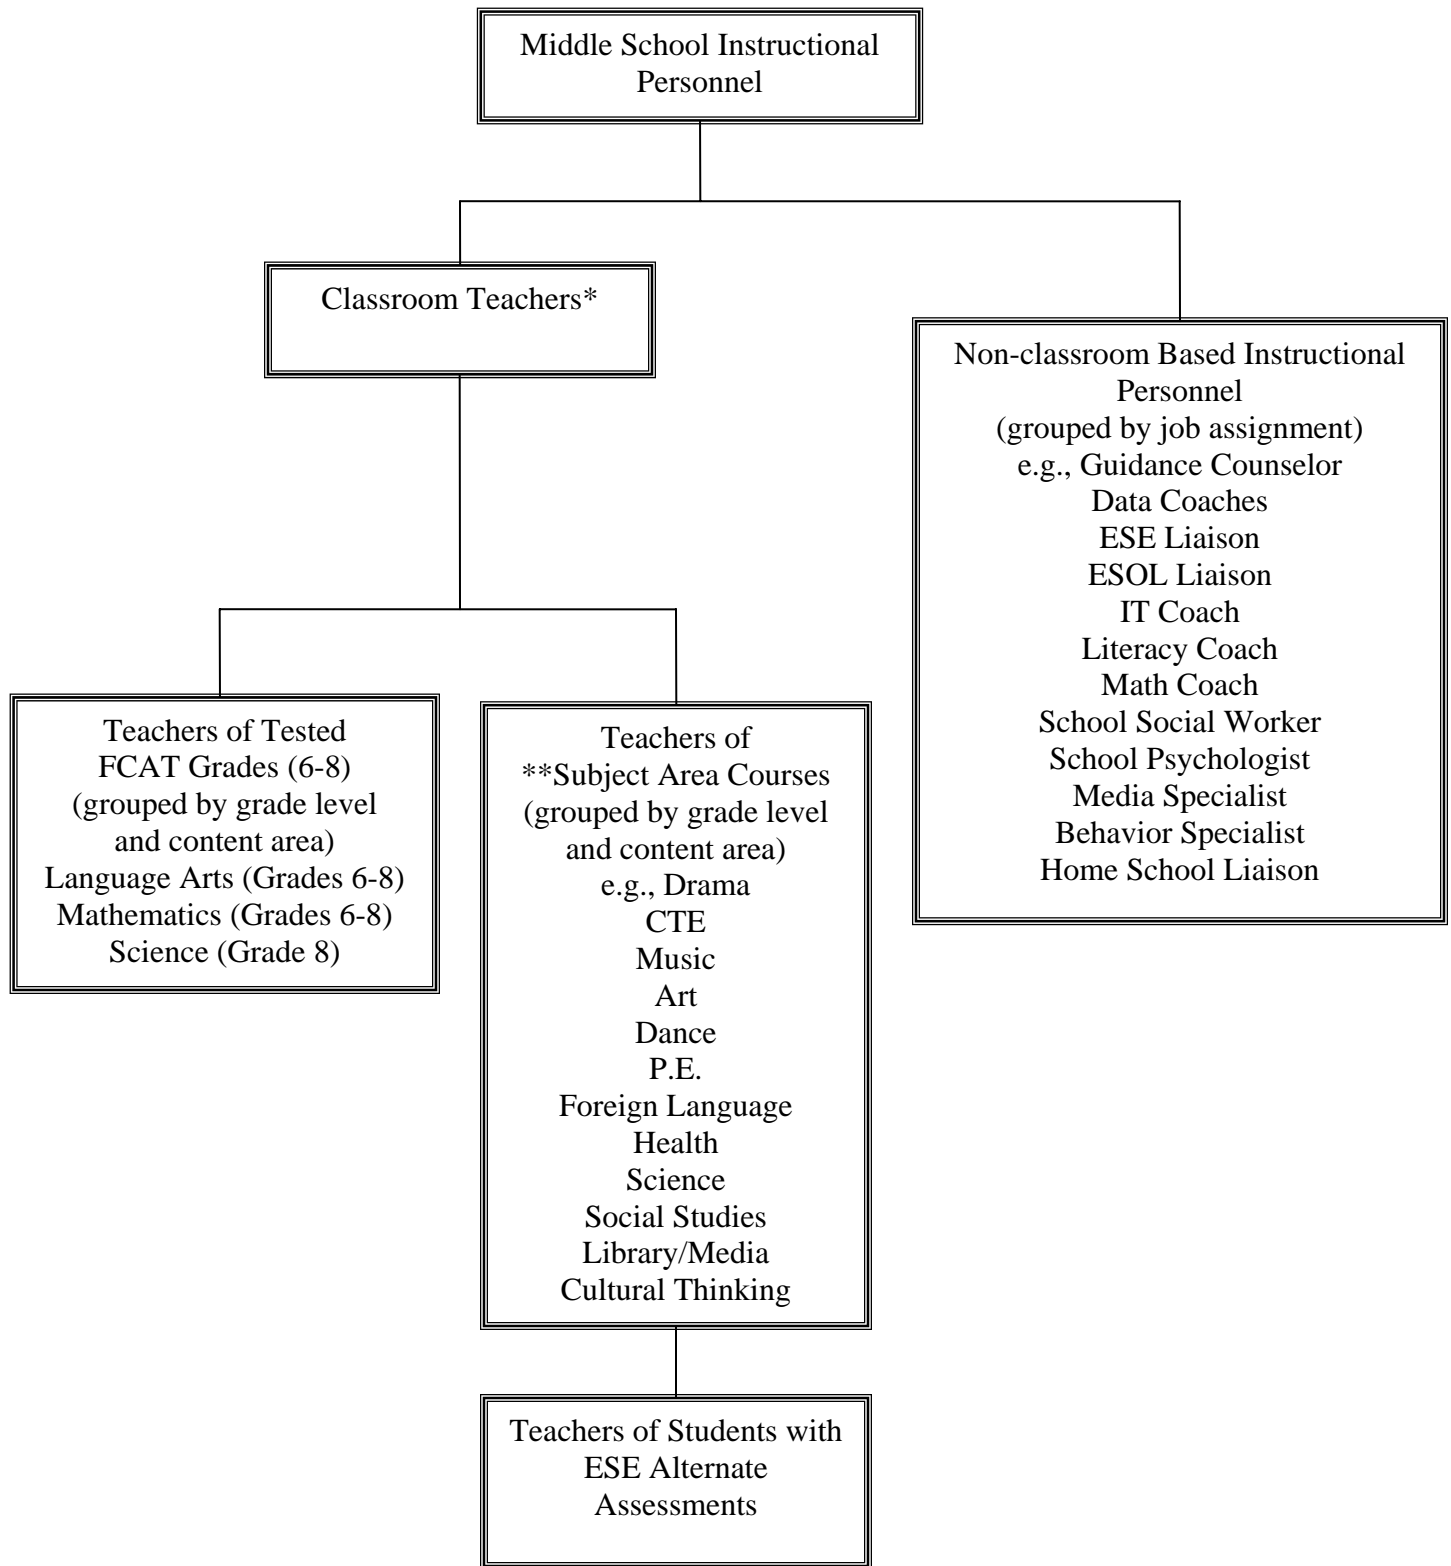 Middle School Instructional
Personnel
Classroom Teachers*
Non-classroom Based Instructional
Personnel
(grouped by job assignment)
e.g., Guidance Counselor
Data Coaches
ESE Liaison
ESOL Liaison
IT Coach
Literacy Coach
Math Coach
School Social Worker
School Psychologist
Media Specialist
Behavior Specialist
Home School Liaison
Teachers of Tested
FCAT Grades (6-8)
(grouped by grade level
and content area)
Language Arts (Grades 6-8)
Mathematics (Grades 6-8)
Science (Grade 8)
Teachers of
**Subject Area Courses
(grouped by grade level
and content area)
e.g., Drama
CTE
Music
Art
Dance
P.E.
Foreign Language
Health
Science
Social Studies
Library/Media
Cultural Thinking
Teachers of Students with
ESE Alternate
Assessments